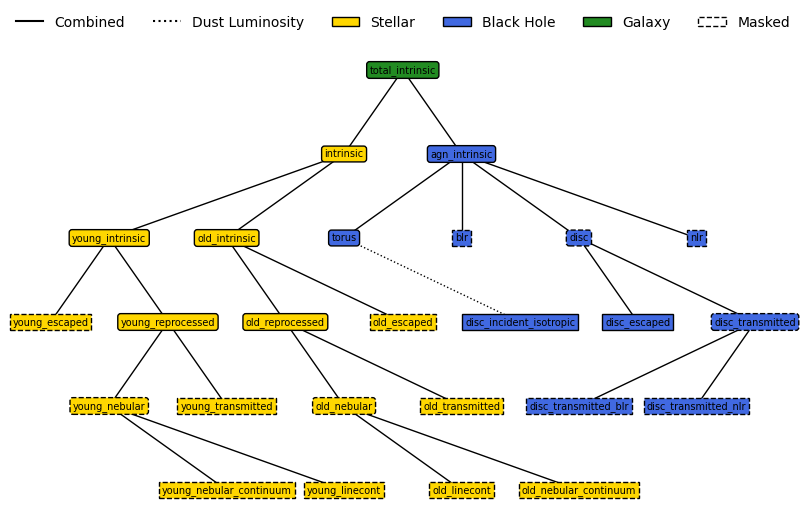 Combined Dust Luminosity Stellar Black Hole Galaxy Masked
total_intrinsic
intrinsic agn_intrinsic
young_intrinsic old_intrinsic torus blr disc nlr
young_escaped young_reprocessed old_reprocessed old_escaped disc_incident_isotropic disc_escaped disc_transmitted
young_nebular young_transmitted old_nebular old_transmitted disc_transmitted_blr disc_transmitted_nlr
young_nebular_continuum young_linecont old_linecont old_nebular_continuum